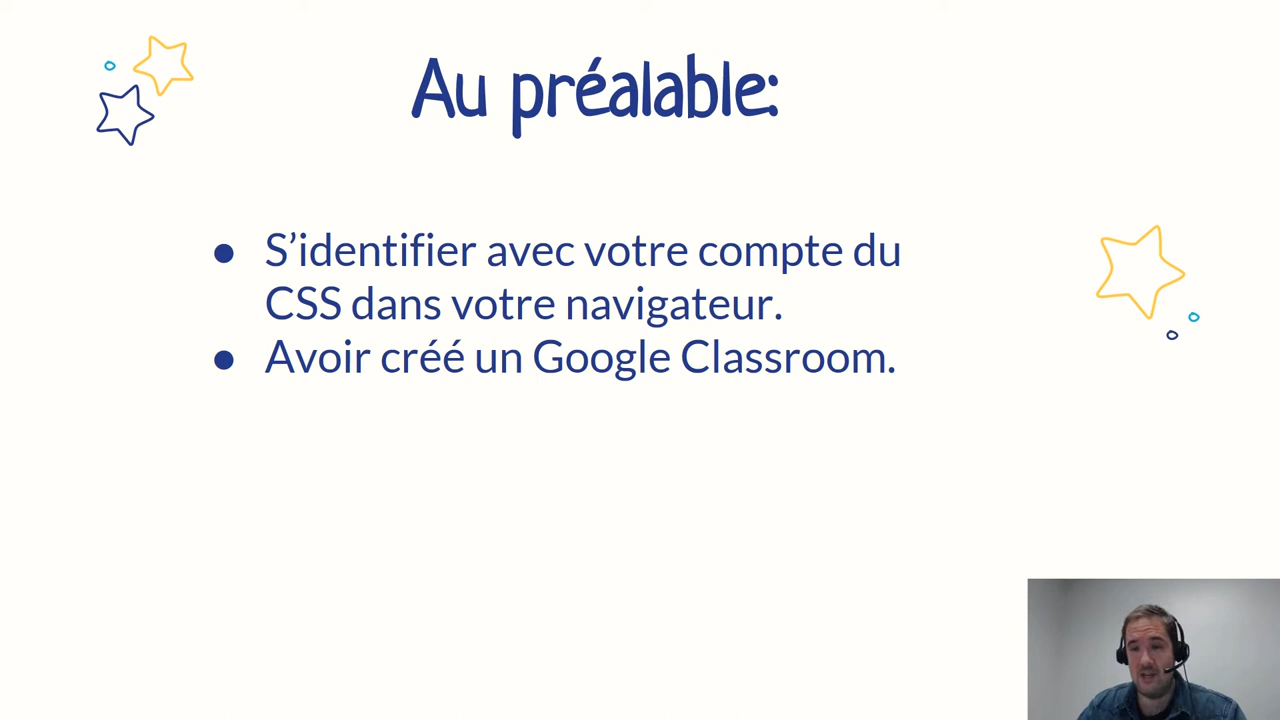 Au préalable:
● S’identifier avec votre compte du
CSS dans votre navigateur.
● Avoir créé un Google Classroom.